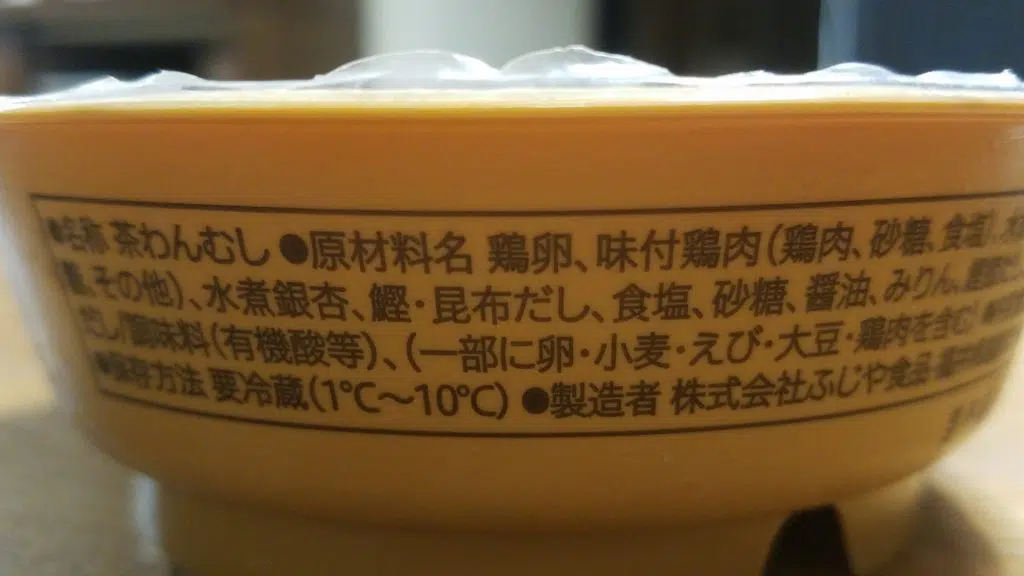 ●名称 茶わんむし ●原材料名 鶏卵、味付鶏肉(鶏肉、砂糖、食塩、
その他)、水煮銀杏、鰹・昆布だし、食塩、砂糖、醤油、みりん、
だし/調味料(有機酸等)、(一部に卵・小麦・えび・大豆・鶏肉を含む)
●保存方法 要冷蔵(1℃〜10℃) ●製造者 株式会社ふじや食品